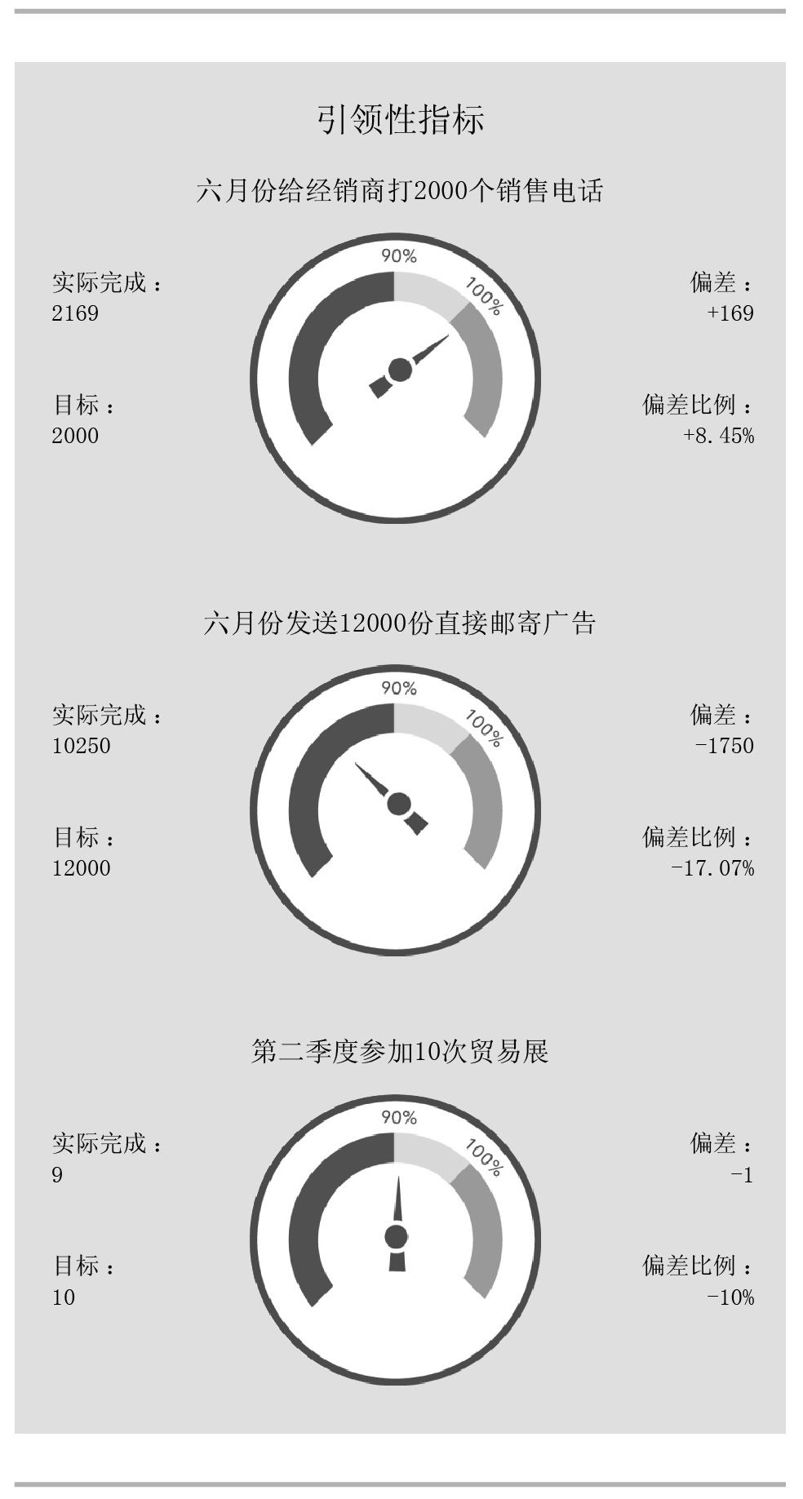 引领性指标
六月份给经销商打2000个销售电话
90%
100%
实际完成：
2169
目标：
2000
偏差：
+169
偏差比例：
+8.45%
六月份发送12000份直接邮寄广告
90%
100%
实际完成：
10250
目标：
12000
偏差：
-1750
偏差比例：
-17.07%
第二季度参加10次贸易展
90%
100%
实际完成：
9
目标：
10
偏差：
-1
偏差比例：
-10%